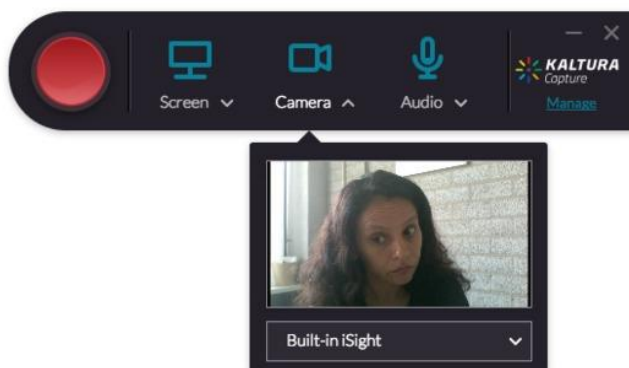 Screen
Camera
Audio
KALTURA
Capture
Manage
Built-in iSight